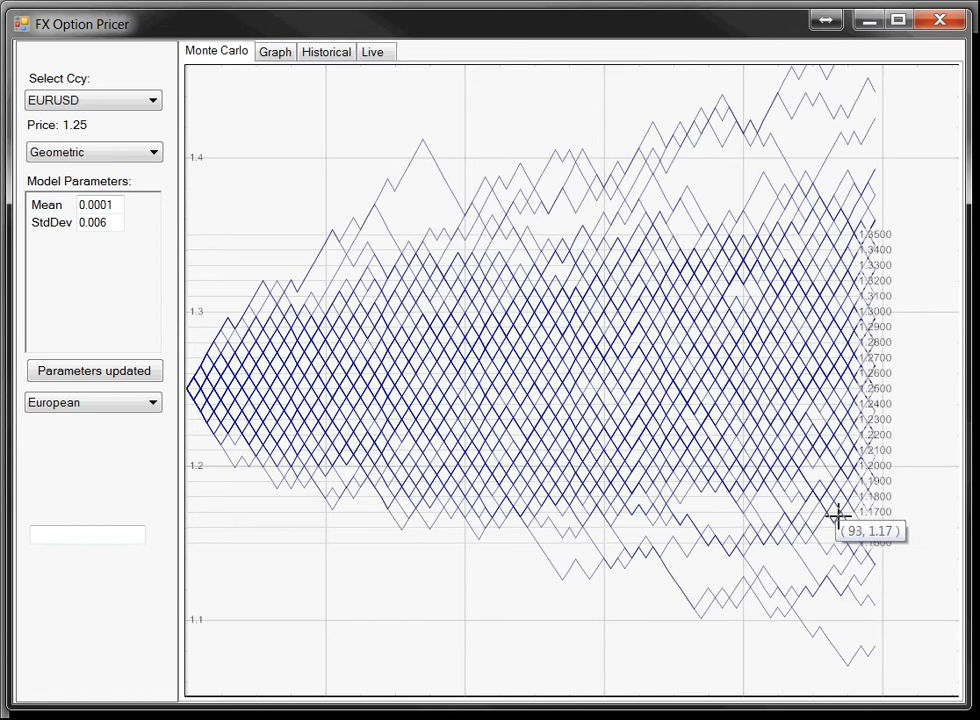 FX Option Pricer
Monte Carlo
Graph
Historical
Live
Select Ccy:
EURUSD
Price: 1.25
Geometric
Model Parameters:
Mean 0.0001
StdDev 0.006
Parameters updated
European
1.4
1.3
1.2
1.1
1.3500
1.3400
1.3300
1.3200
1.3100
1.3000
1.2900
1.2800
1.2700
1.2600
1.2500
1.2400
1.2300
1.2200
1.2100
1.2000
1.1900
1.1800
1.1700
( 93, 1.17 )